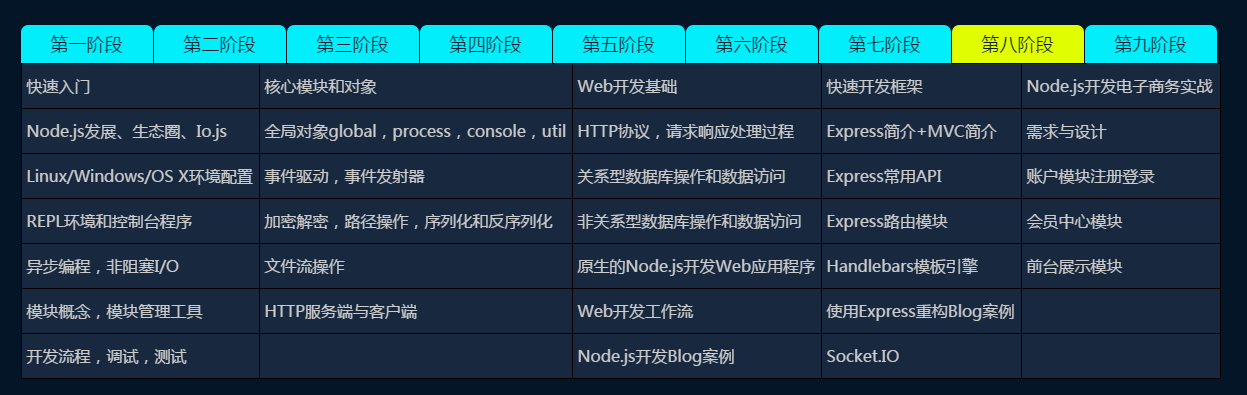 第一阶段 第二阶段 第三阶段 第四阶段 第五阶段 第六阶段 第七阶段 第八阶段 第九阶段
快速入门 核心模块和对象 Web开发基础 快速开发框架 Node.js开发电子商务实战
Node.js发展、生态圈、Io.js 全局对象global，process，console，util HTTP协议，请求响应处理过程 Express简介+MVC简介 需求与设计
Linux/Windows/OS X环境配置 事件驱动，事件发射器 关系型数据库操作和数据访问 Express常用API 账户模块注册登录
REPL环境和控制台程序 加密解密，路径操作，序列化和反序列化 非关系型数据库操作和数据访问 Express路由模块 会员中心模块
异步编程，非阻塞I/O 文件流操作 原生的Node.js开发Web应用程序 Handlebars模板引擎 前台展示模块
模块概念，模块管理工具 HTTP服务端与客户端 Web开发工作流 使用Express重构Blog案例
开发流程，调试，测试 Node.js开发Blog案例 Socket.IO